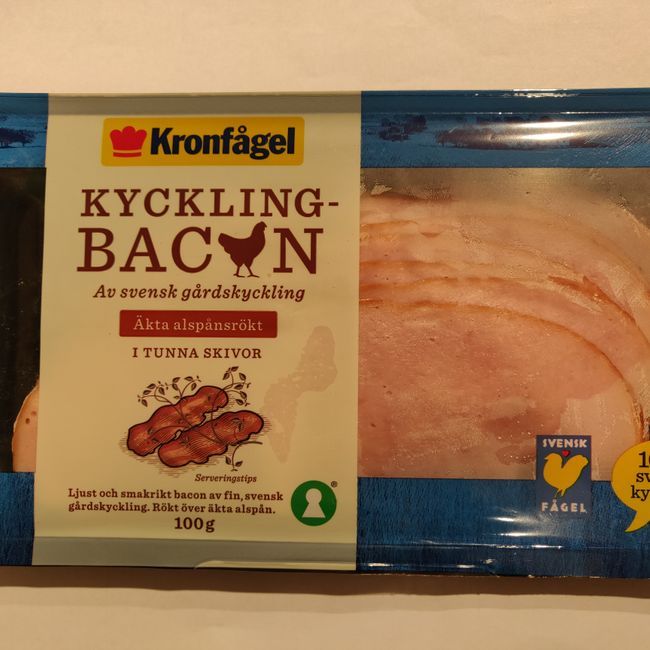 Kronfågel
KYCKLING-
BACON
Av svensk gårdskyckling
Äkta alspånsrökt
I TUNNA SKIVOR
Serveringstips
Ljust och smakrikt bacon av fin, svensk
gårdskyckling. Rökt över äkta alspån.
100g
®
SVENSK
FÅGEL